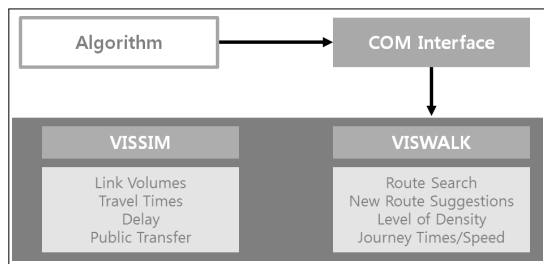 Algorithm
COM Interface
VISSIM
Link Volumes
Travel Times
Delay
Public Transfer
VISWALK
Route Search
New Route Suggestions
Level of Density
Journey Times/Speed